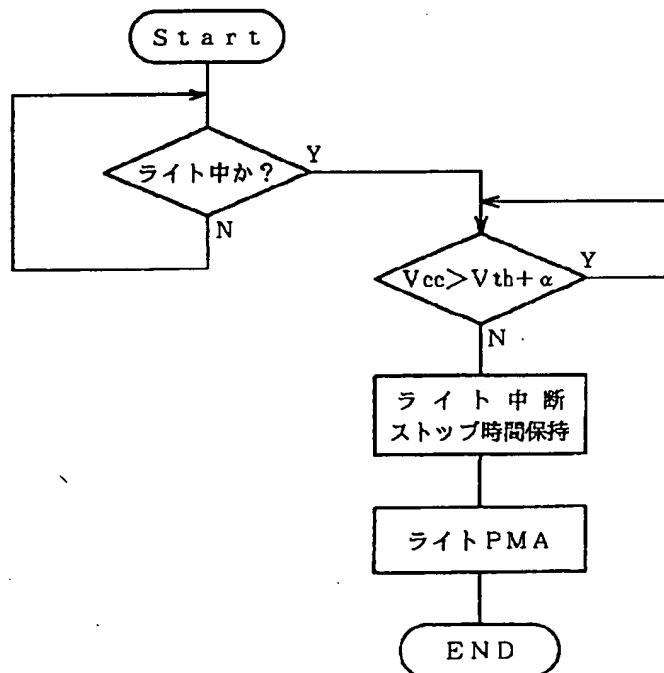 Start
ライト中か?
Y
N
Vcc>Vth+α
Y
N
ライト中断
ストップ時間保持
ライトPMA
END